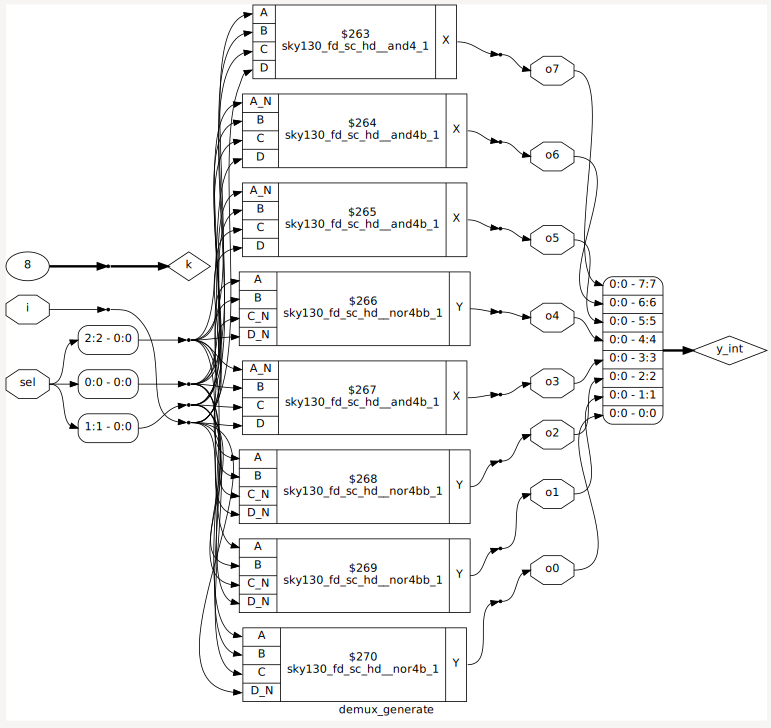 A
B
C
D
$263
sky130_fd_sc_hd__and4_1
X
o7
A_N
B
C
D
$264
sky130_fd_sc_hd__and4b_1
X
o6
A_N
B
C
D
$265
sky130_fd_sc_hd__and4b_1
X
o5
8
k
i
sel
2:2 - 0:0
0:0 - 0:0
1:1 - 0:0
A
B
C_N
D_N
$266
sky130_fd_sc_hd__nor4bb_1
Y
o4
A_N
B
C
D
$267
sky130_fd_sc_hd__and4b_1
X
o3
A
B
C_N
D_N
$268
sky130_fd_sc_hd__nor4bb_1
Y
o2
A
B
C_N
D_N
$269
sky130_fd_sc_hd__nor4bb_1
Y
o1
A
B
C
D_N
$270
sky130_fd_sc_hd__nor4b_1
Y
o0
0:0 - 7:7
0:0 - 6:6
0:0 - 5:5
0:0 - 4:4
0:0 - 3:3
0:0 - 2:2
0:0 - 1:1
0:0 - 0:0
y_int
demux_generate